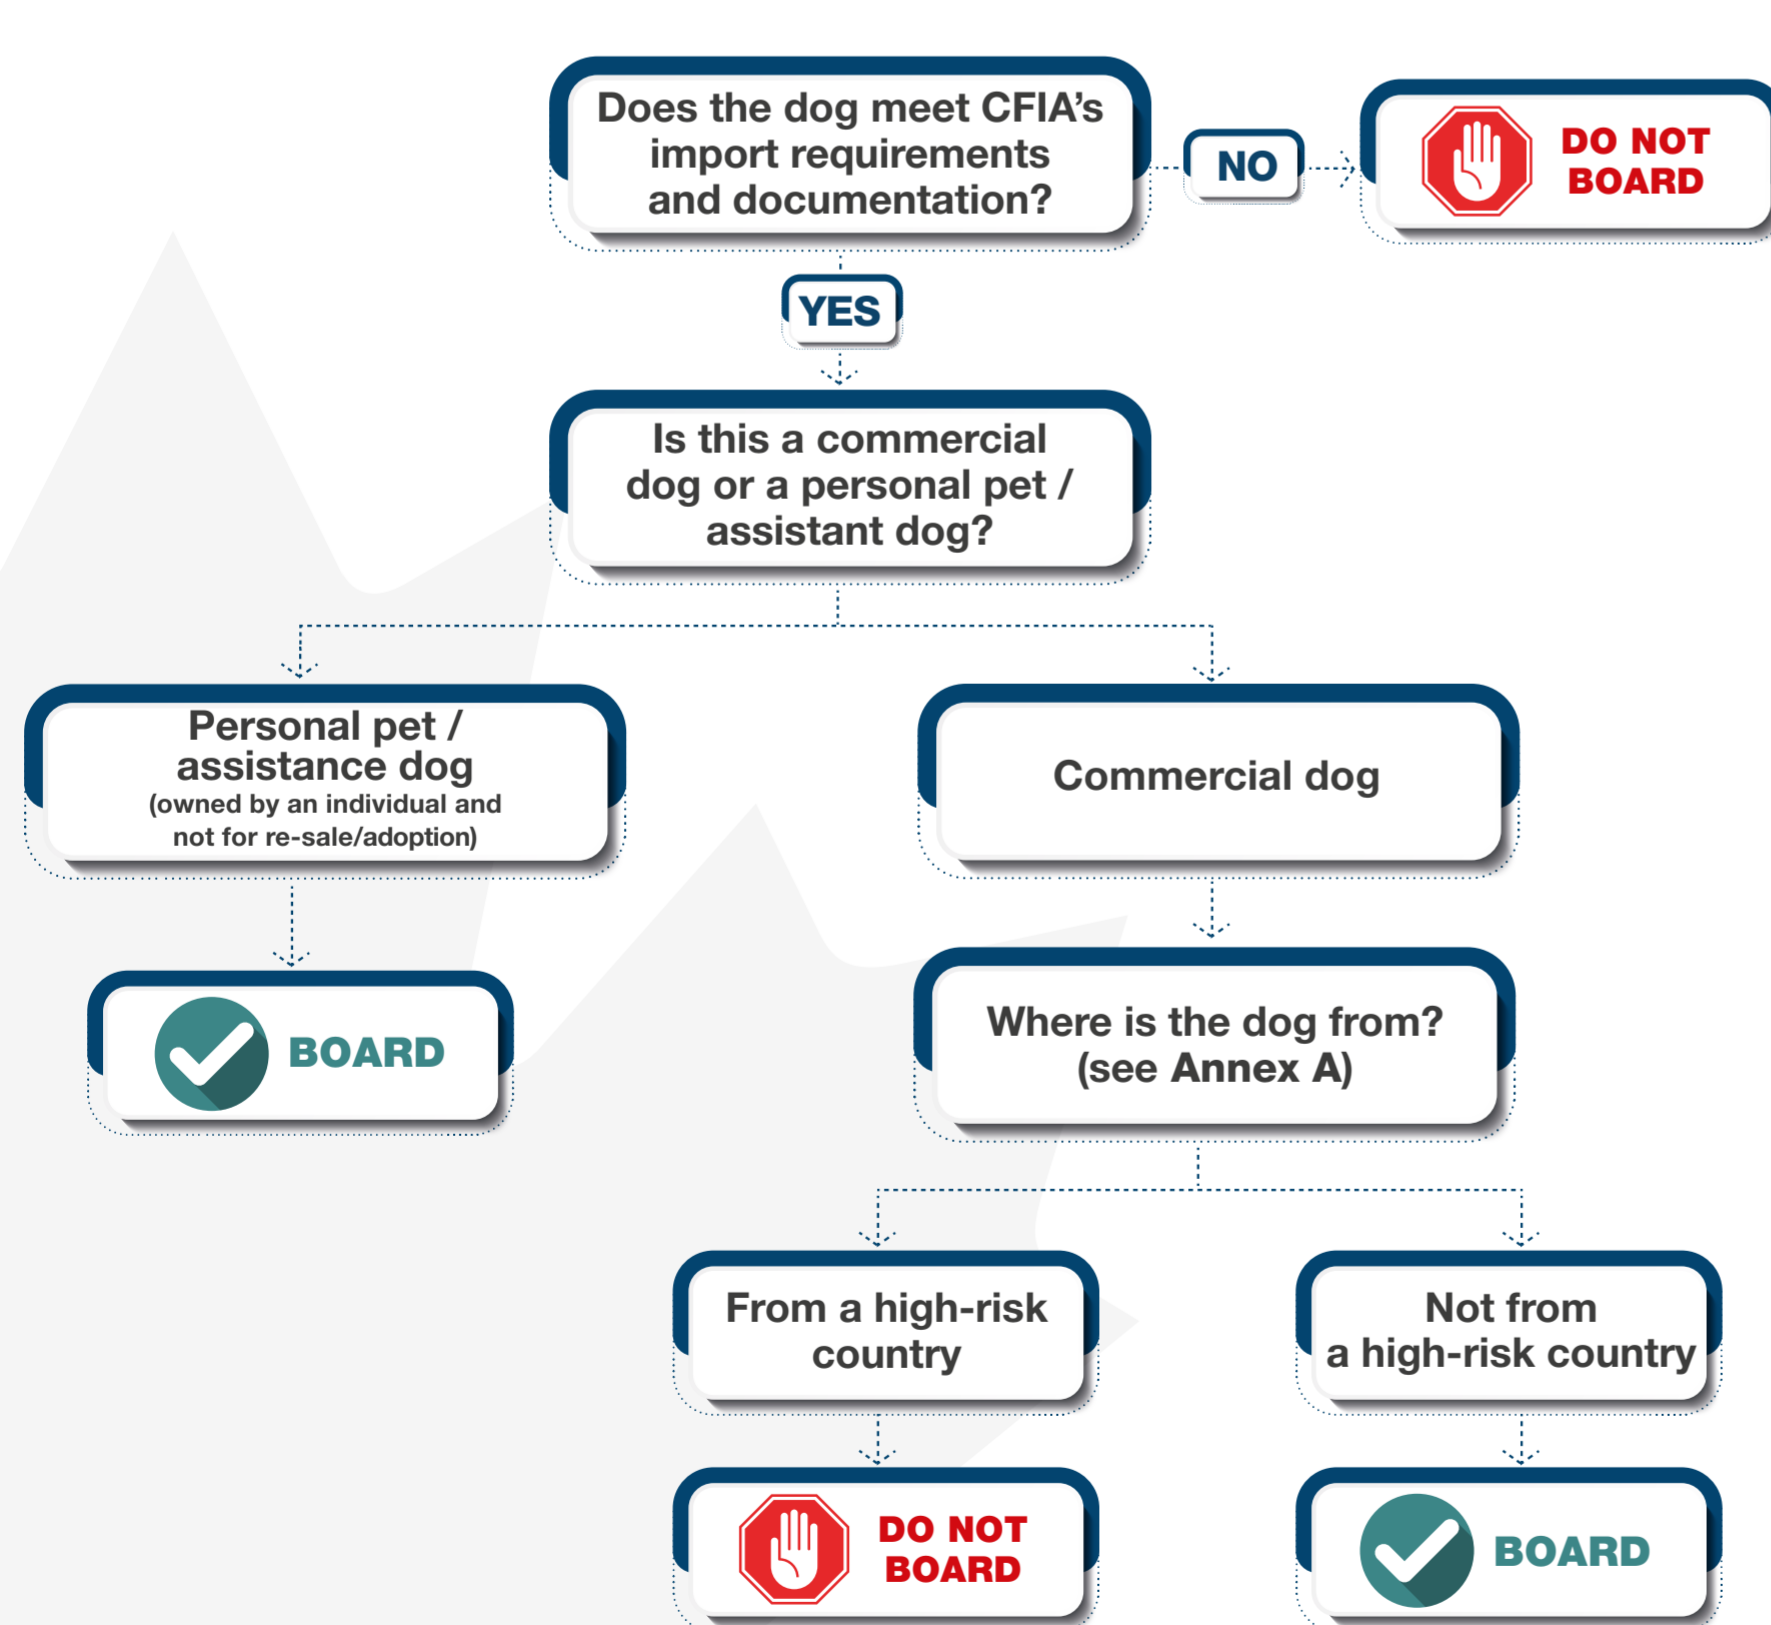 Does the dog meet CFIA’s
import requirements
and documentation?
NO
DO NOT
BOARD
YES
Is this a commercial
dog or a personal pet /
assistant dog?
Personal pet /
assistance dog
(owned by an individual and
not for re-sale/adoption)
Commercial dog
BOARD
Where is the dog from?
(see Annex A)
From a high-risk
country
Not from
a high-risk country
DO NOT
BOARD
BOARD